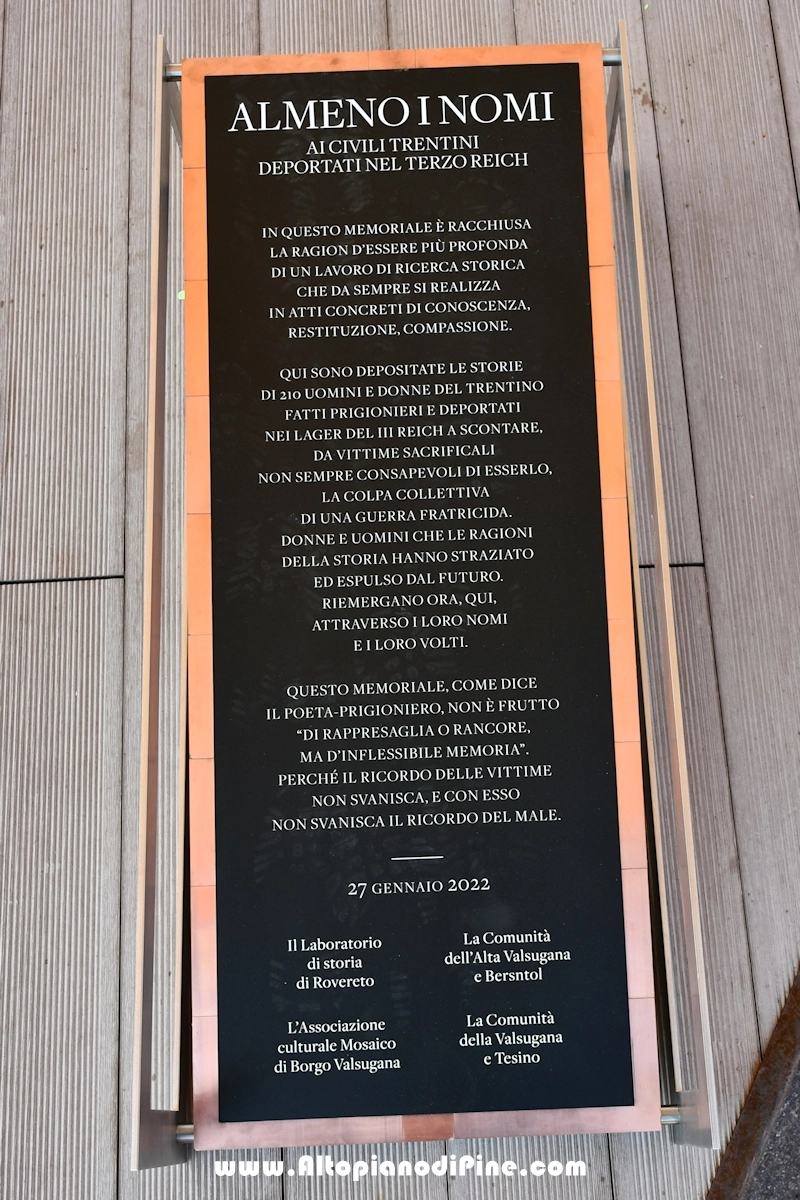 ALMENO I NOMI
AI CIVILI TRENTINI
DEPORTATI NEL TERZO REICH
IN QUESTO MEMORIALE È RACCHIUSA
LA RAGION D'ESSERE PIÙ PROFONDA
DI UN LAVORO DI RICERCA STORICA
CHE DA SEMPRE SI REALIZZA
IN ATTI CONCRETI DI CONOSCENZA,
RESTITUZIONE, COMPASSIONE.
QUI SONO DEPOSITATE LE STORIE
DI 210 UOMINI E DONNE DEL TRENTINO
FATTI PRIGIONIERI E DEPORTATI
NEI LAGER DEL III REICH A SCONTARE,
DA VITTIME SACRIFICALI
NON SEMPRE CONSAPEVOLI DI ESSERLO,
LA COLPA COLLETTIVA
DI UNA GUERRA FRATRICIDA.
DONNE E UOMINI CHE LE RAGIONI
DELLA STORIA HANNO STRAZIATO
ED ESPULSO DAL FUTURO.
RIEMERGANO ORA, QUI,
ATTRAVERSO I LORO NOMI
E I LORO VOLTI.
QUESTO MEMORIALE, COME DICE
IL POETA-PRIGIONIERO, NON È FRUTTO
“DI RAPPRESAGLIA O RANCORE,
MA D'INFLESSIBILE MEMORIA”.
PERCHÉ IL RICORDO DELLE VITTIME
NON SVANISCA, E CON ESSO
NON SVANISCA IL RICORDO DEL MALE.
27 GENNAIO 2022
Il Laboratorio
di storia
di Rovereto
La Comunità
dell'Alta Valsugana
e Bersntol
L'Associazione
culturale Mosaico
di Borgo Valsugana
La Comunità
della Valsugana
e Tesino
www.AltopianodiPine.com